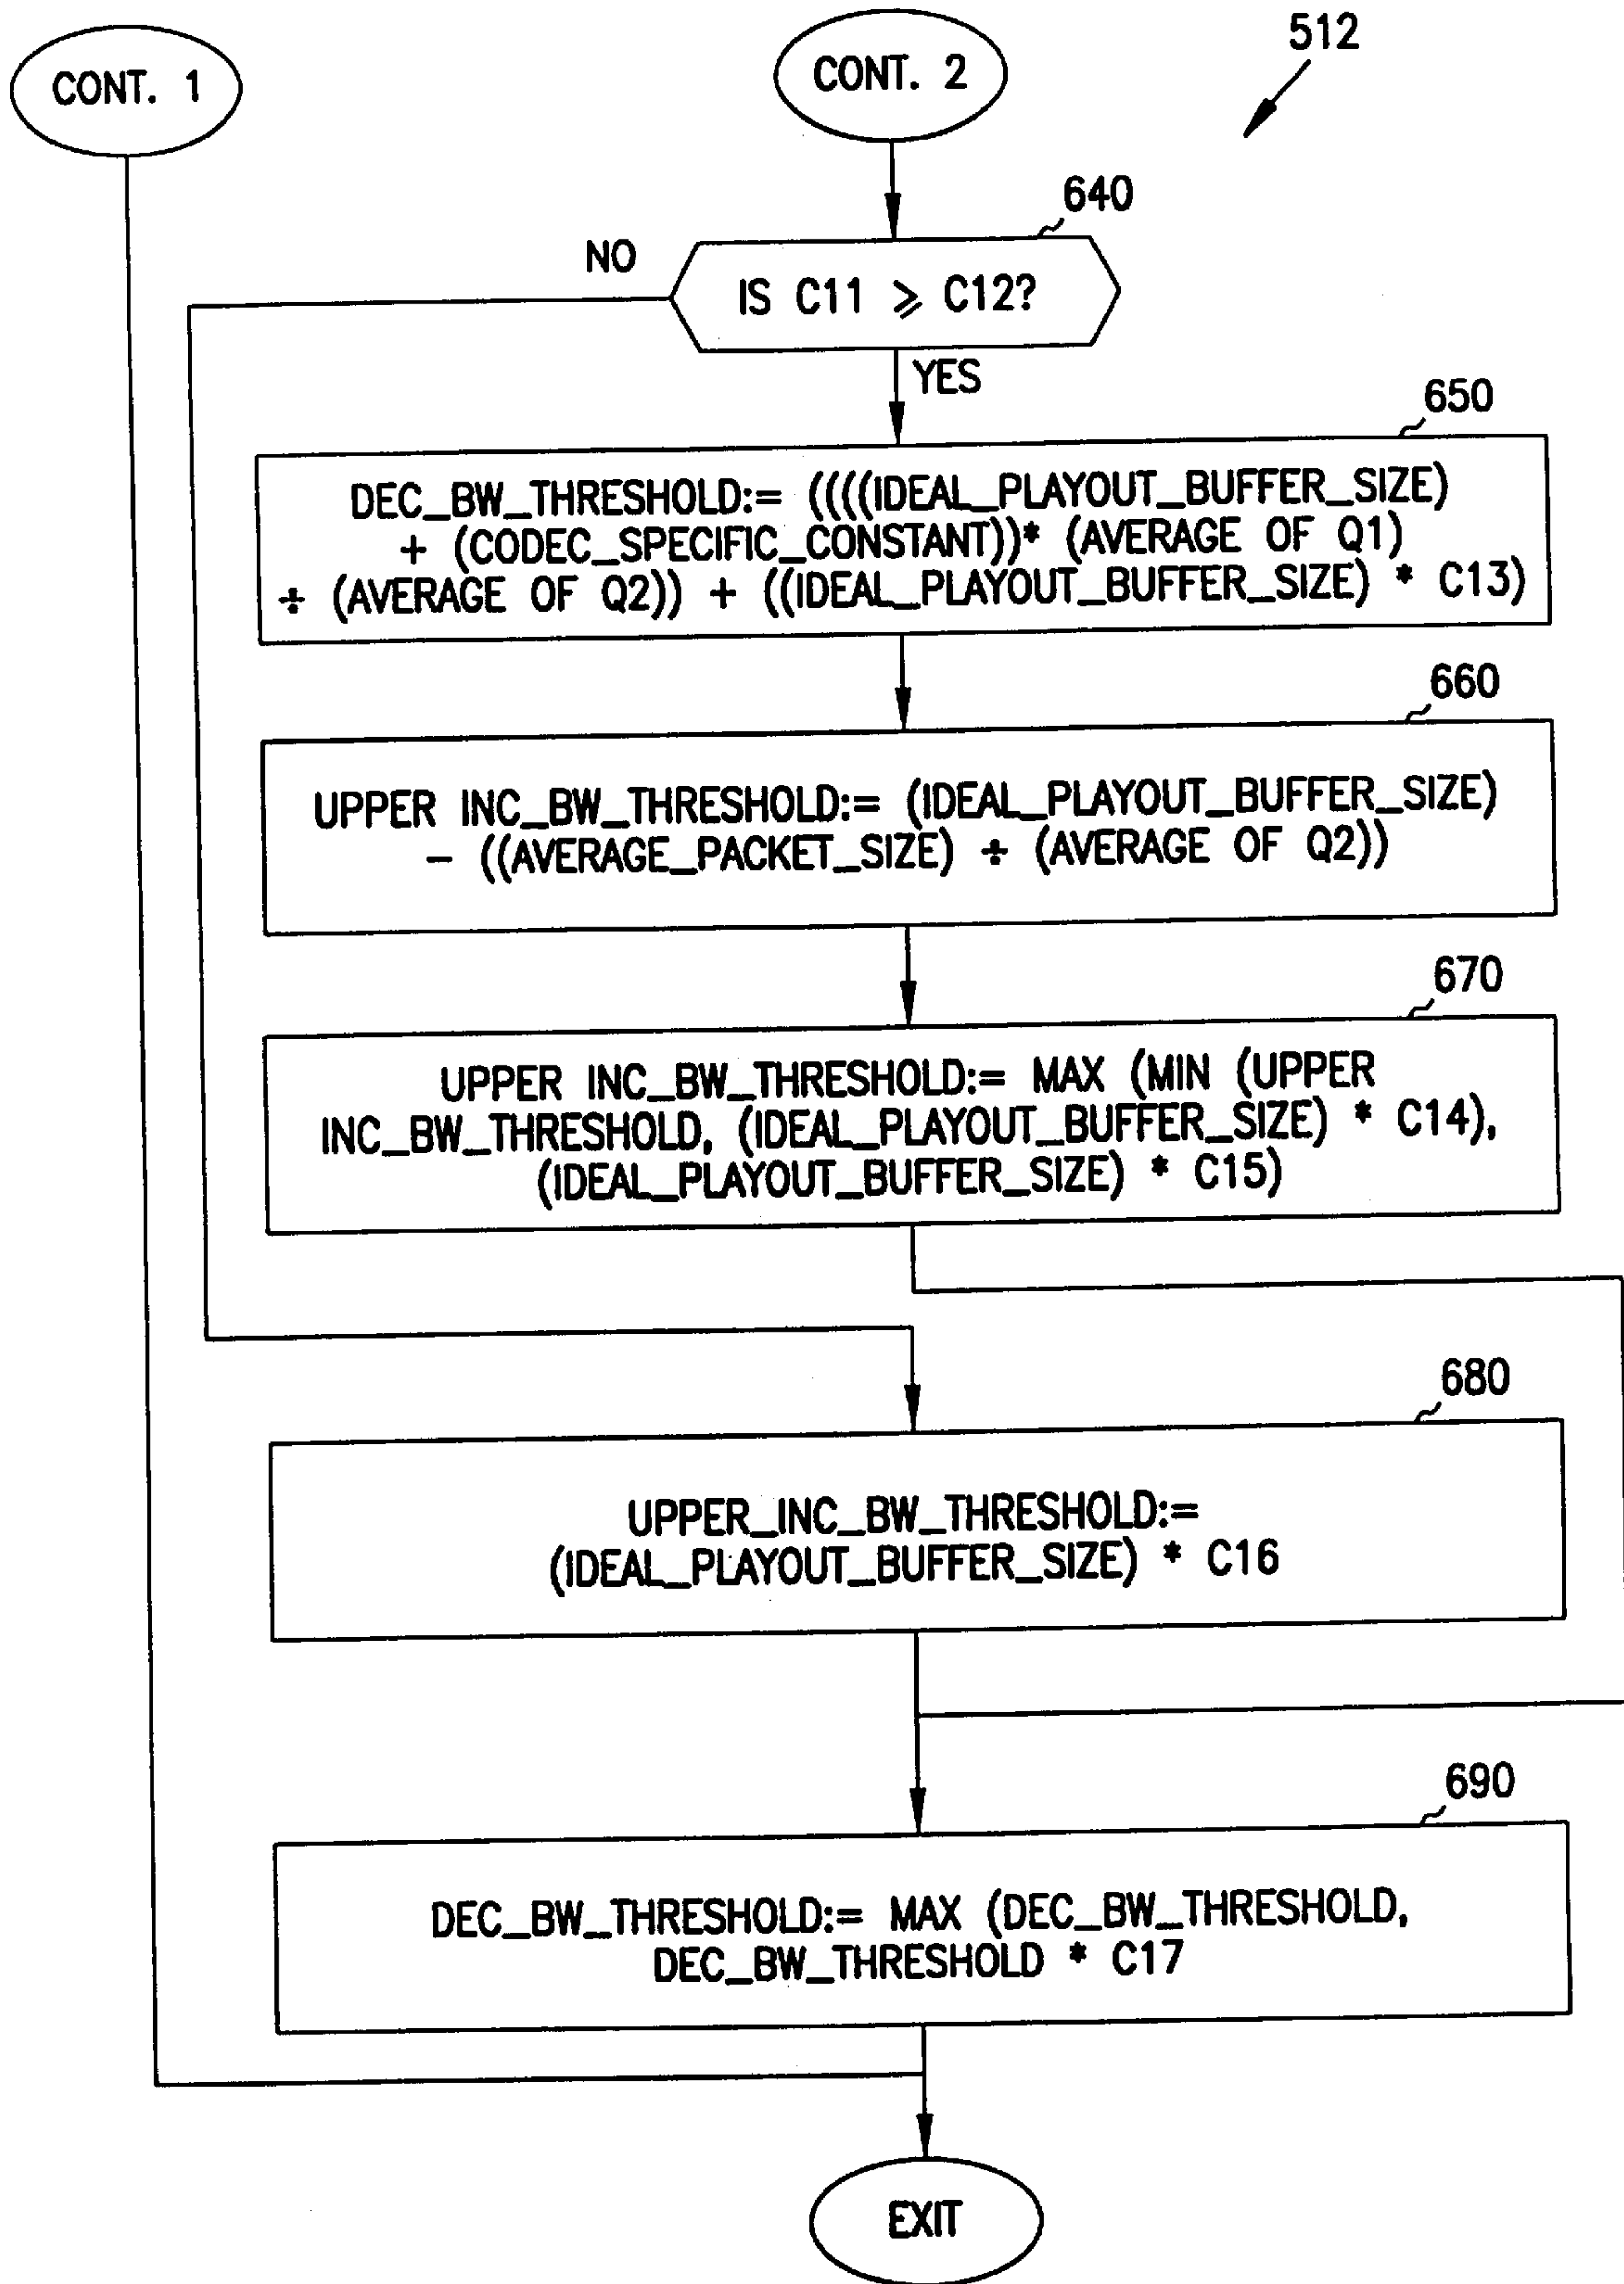 CONT. 1
CONT. 2
512
640
NO
IS C11 ⩾ C12?
YES
650
DEC_BW_THRESHOLD:= ((((IDEAL_PLAYOUT_BUFFER_SIZE)
+ (CODEC_SPECIFIC_CONSTANT))* (AVERAGE OF Q1)
÷ (AVERAGE OF Q2)) + ((IDEAL_PLAYOUT_BUFFER_SIZE) * C13)
660
UPPER INC_BW_THRESHOLD:= (IDEAL_PLAYOUT_BUFFER_SIZE)
– ((AVERAGE_PACKET_SIZE) ÷ (AVERAGE OF Q2))
670
UPPER INC_BW_THRESHOLD:= MAX (MIN (UPPER
INC_BW_THRESHOLD, (IDEAL_PLAYOUT_BUFFER_SIZE) * C14),
(IDEAL_PLAYOUT_BUFFER_SIZE) * C15)
680
UPPER_INC_BW_THRESHOLD:=
(IDEAL_PLAYOUT_BUFFER_SIZE) * C16
690
DEC_BW_THRESHOLD:= MAX (DEC_BW_THRESHOLD,
DEC_BW_THRESHOLD * C17
EXIT